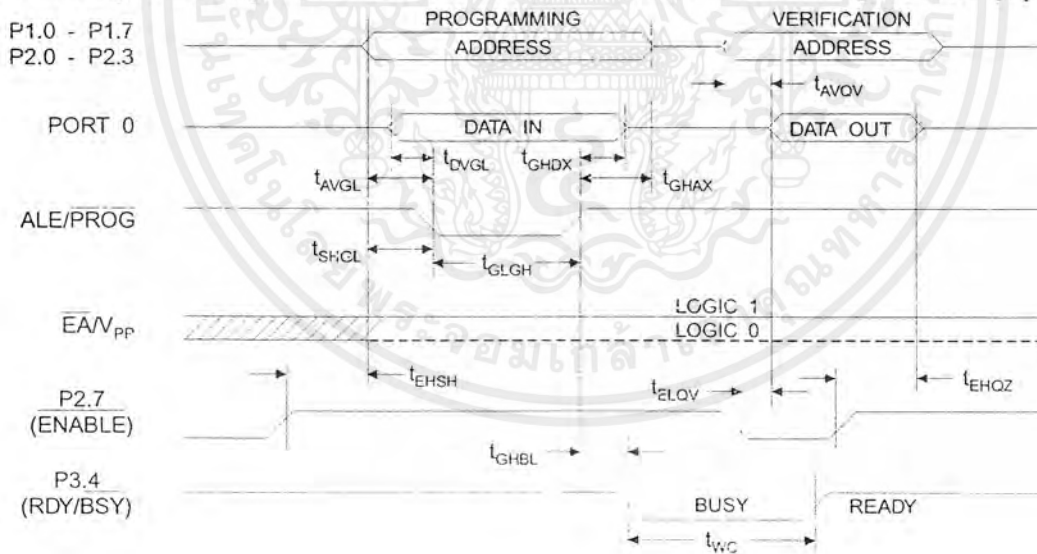 PROGRAMMING
VERIFICATION
P1.0 - P1.7
P2.0 - P2.3
ADDRESS
ADDRESS
tAVQV
PORT 0
DATA IN
DATA OUT
tDVGL
tGHDX
tAVGL
tGHAX
ALE/PROG
tSHGL
tGLGH
LOGIC 1
EA/VPP
LOGIC 0
tEHSH
tELQV
tEHQZ
P2.7
(ENABLE)
tGHBL
P3.4
(RDY/BSY)
BUSY
READY
tWC